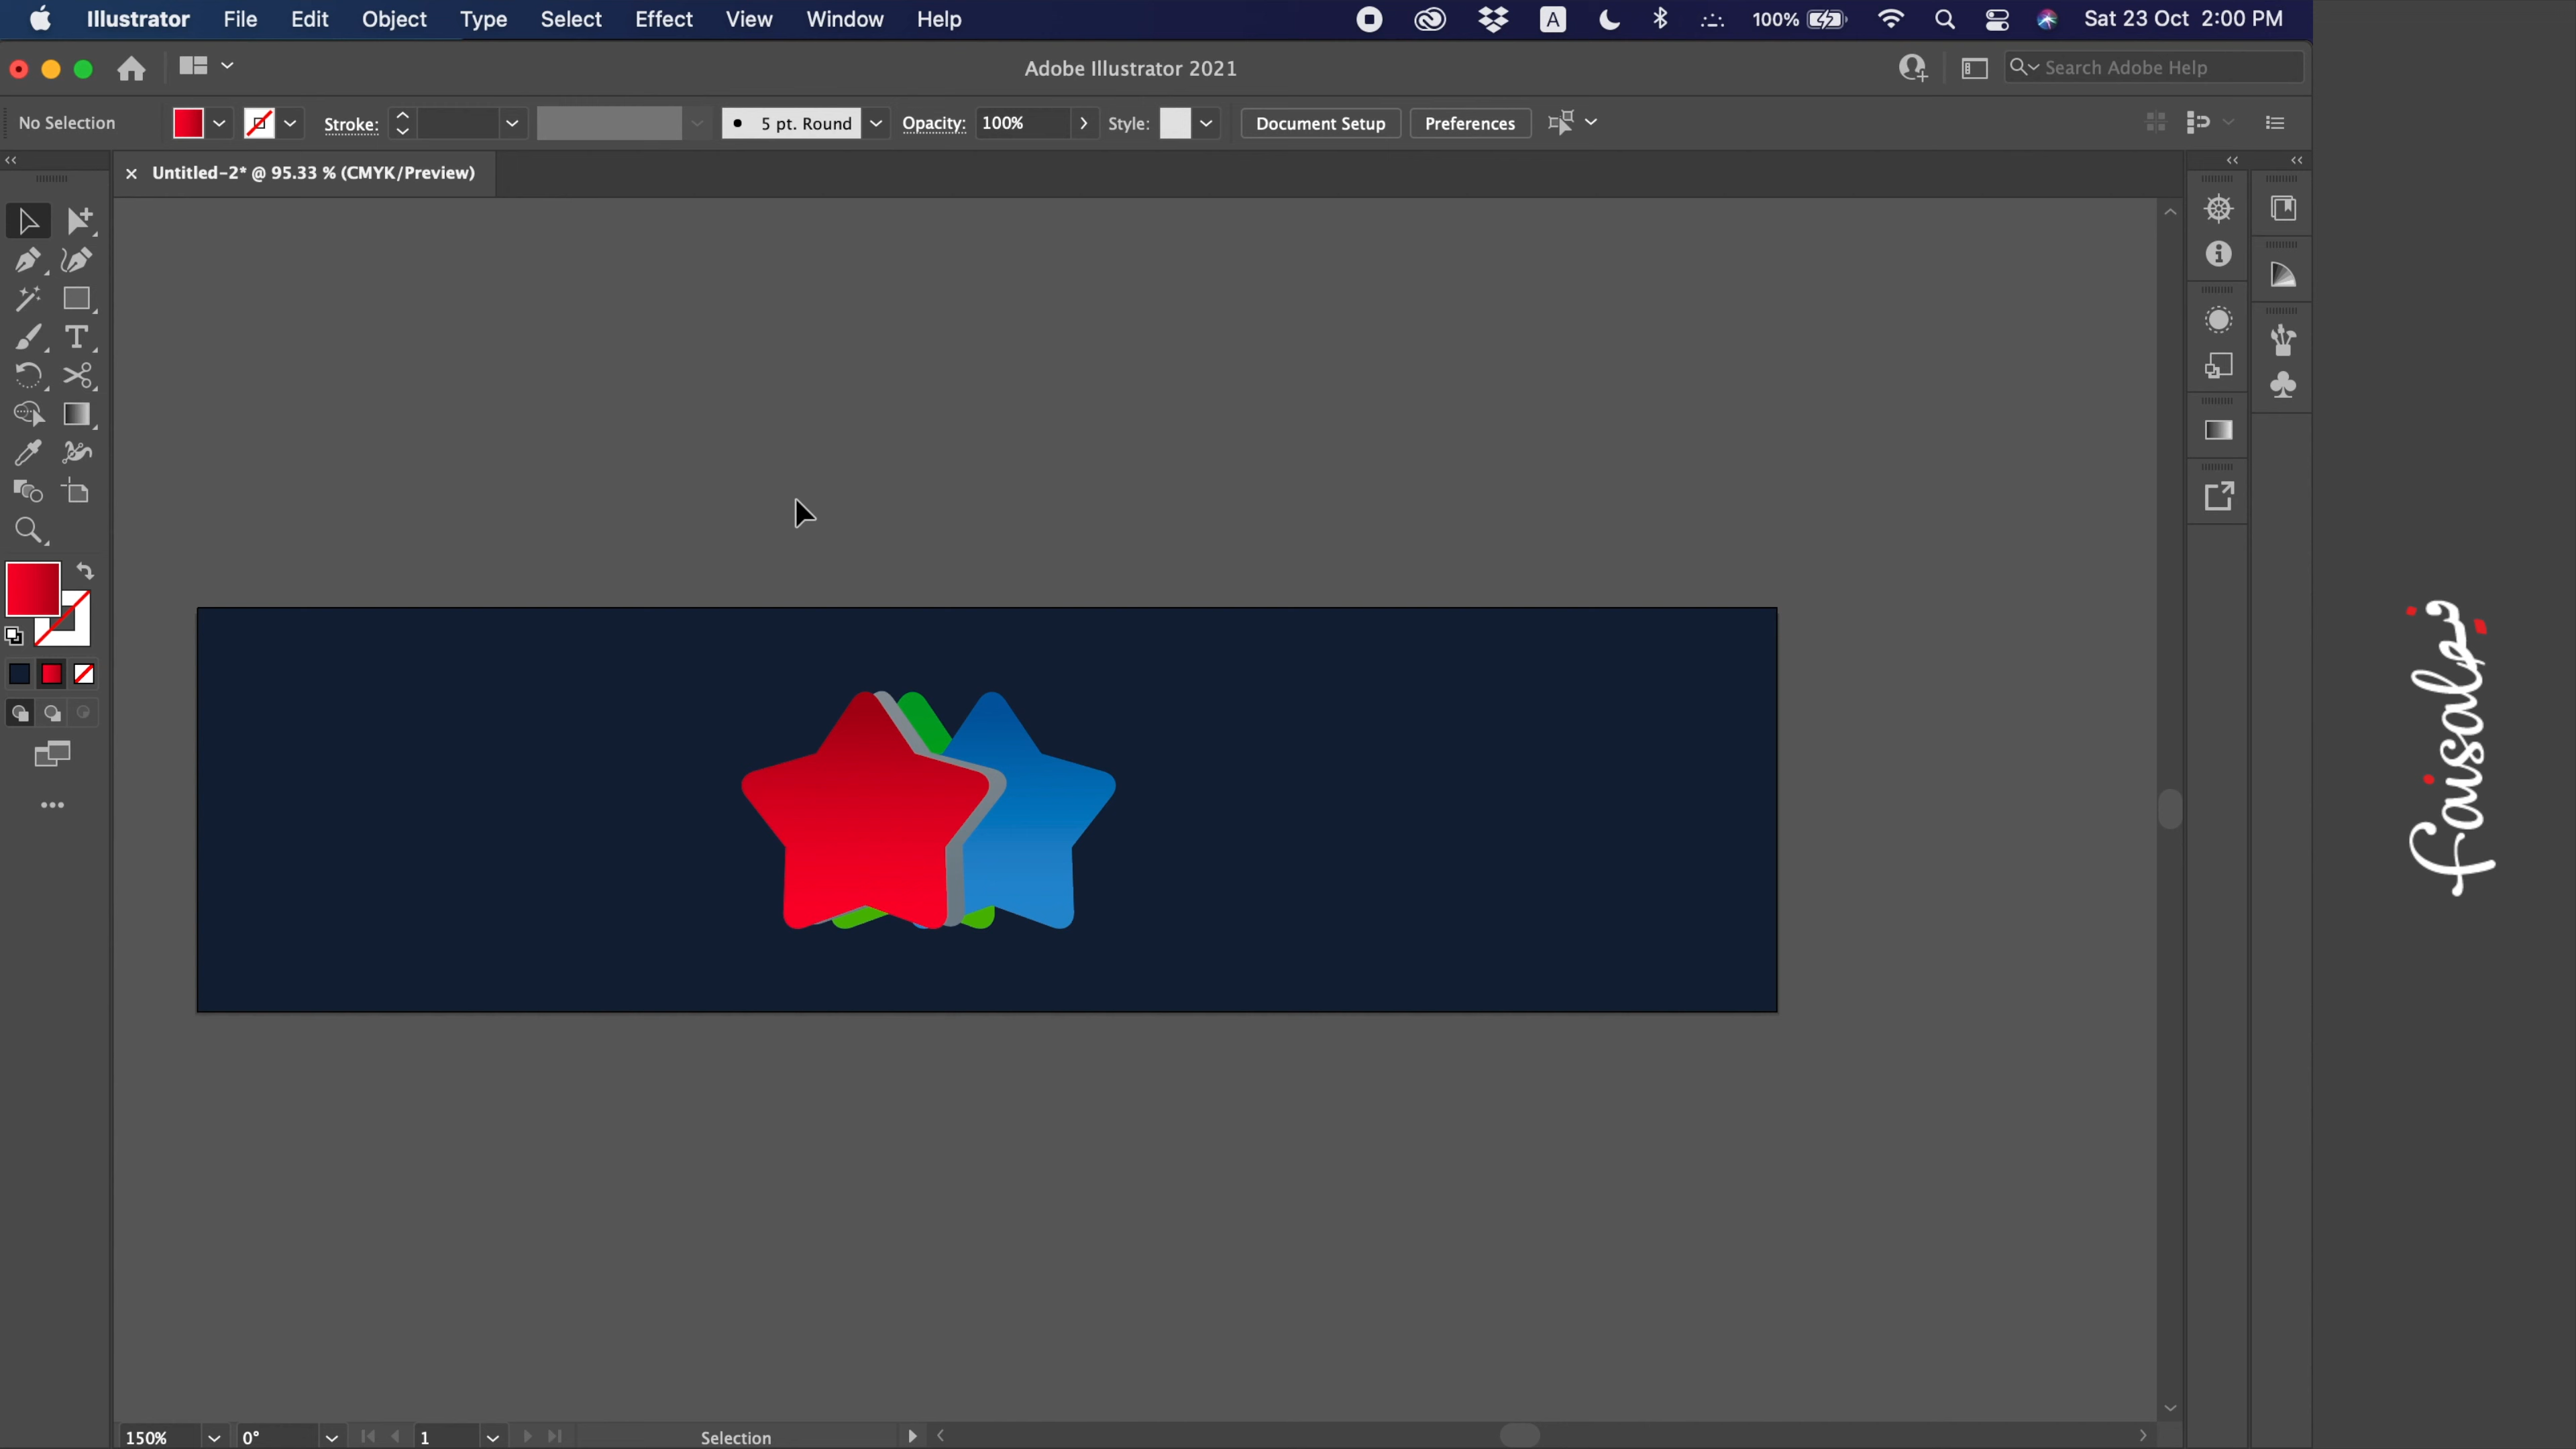 Illustrator File Edit Object Type Select Effect View Window Help A 100% Sat 23 Oct 2:00 PM
Adobe Illustrator 2021 Search Adobe Help
No Selection Stroke: 5 pt. Round Opacity: 100% Style: Document Setup Preferences
Untitled-2* @ 95.33 % (CMYK/Preview)
T
150% 0° 1 Selection